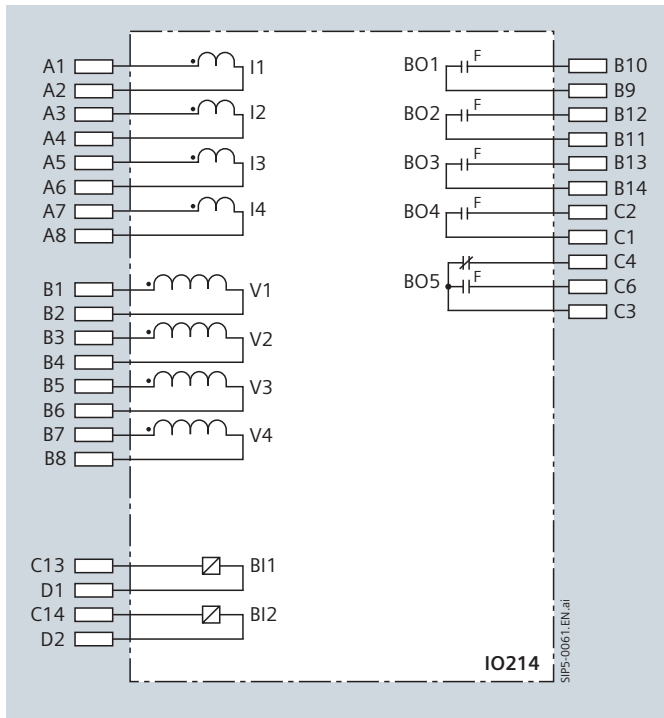 A1
I1
A2
A3
I2
A4
A5
I3
A6
A7
I4
A8
B1
V1
B2
B3
V2
B4
B5
V3
B6
B7
V4
B8
C13
BI1
D1
C14
BI2
D2
BO1
F
B10
B9
BO2
F
B12
B11
BO3
F
B13
B14
BO4
F
C2
C1
C4
BO5
F
C6
C3
IO214
SIP5-0061.EN.ai